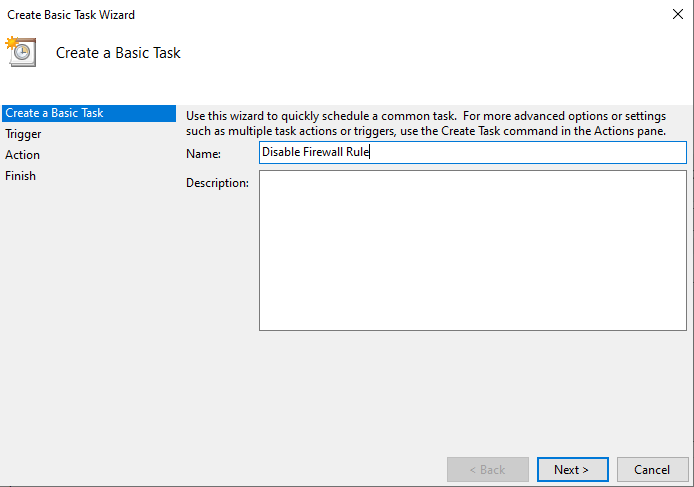 Create Basic Task Wizard
Create a Basic Task
Create a Basic Task
Trigger
Action
Finish
Use this wizard to quickly schedule a common task.  For more advanced options or settings
such as multiple task actions or triggers, use the Create Task command in the Actions pane.
Name: Disable Firewall Rule
Description:
< Back Next > Cancel